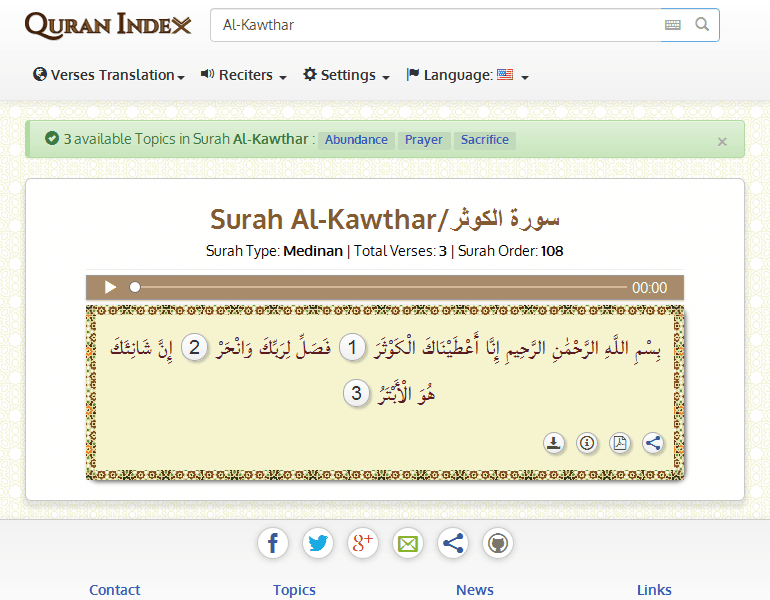 QURAN INDEX
Al-Kawthar
Verses Translation
Reciters
Settings
Language:
3 available Topics in Surah Al-Kawthar : Abundance Prayer Sacrifice ×
Surah Al-Kawthar/سورة الكوثر
Surah Type: Medinan | Total Verses: 3 | Surah Order: 108
00:00
بِسْمِ اللَّهِ الرَّحْمَٰنِ الرَّحِيمِ إِنَّا أَعْطَيْنَاكَ الْكَوْثَرَ 1 فَصَلِّ لِرَبِّكَ وَانْحَرْ 2 إِنَّ شَانِئَكَ
هُوَ الْأَبْتَرُ 3
Contact
Topics
News
Links